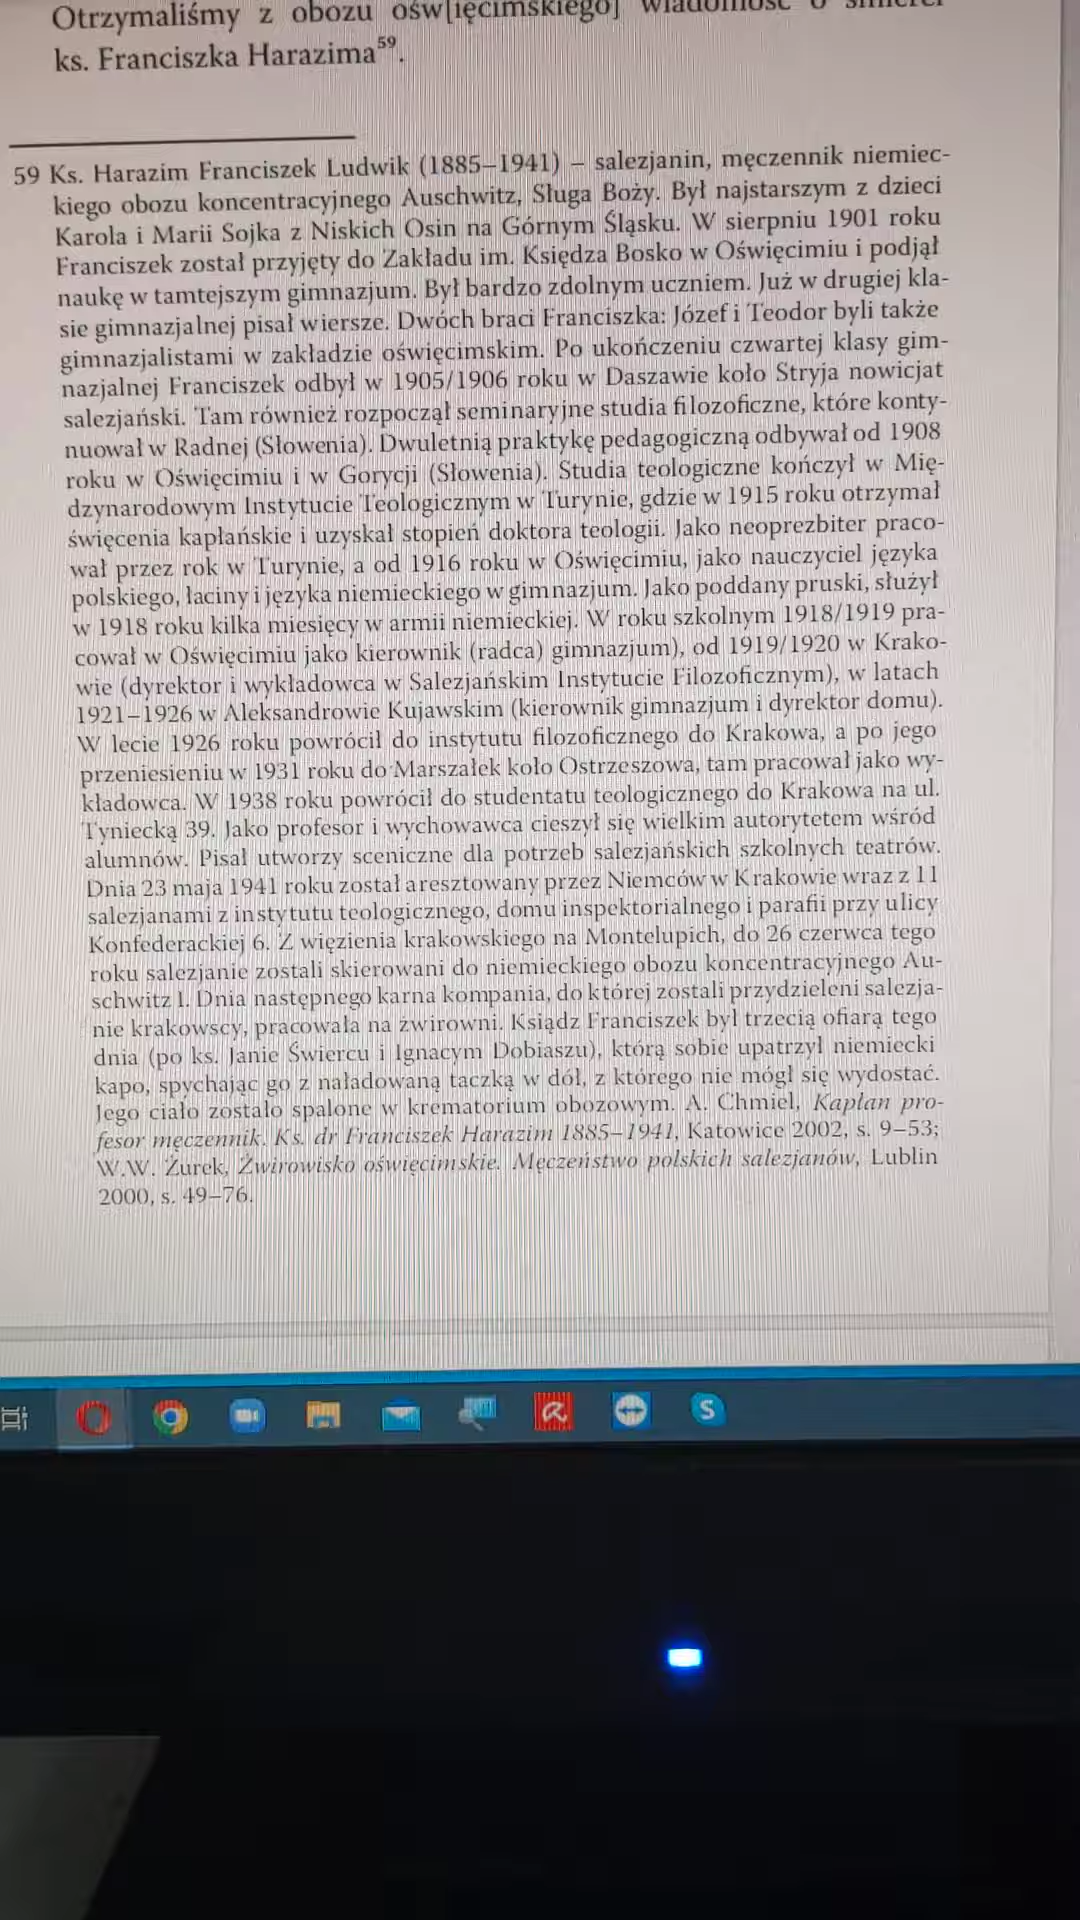 Otrzymaliśmy z obozu ośw[ięcimskiego] wiadomość o śmierci
ks. Franciszka Harazima⁵⁹.
59 Ks. Harazim Franciszek Ludwik (1885–1941) – salezjanin, męczennik niemiec-
kiego obozu koncentracyjnego Auschwitz, Sługa Boży. Był najstarszym z dzieci
Karola i Marii Sojka z Niskich Osin na Górnym Śląsku. W sierpniu 1901 roku
Franciszek został przyjęty do Zakładu im. Księdza Bosko w Oświęcimiu i podjął
naukę w tamtejszym gimnazjum. Był bardzo zdolnym uczniem. Już w drugiej kla-
sie gimnazjalnej pisał wiersze. Dwóch braci Franciszka: Józef i Teodor byli także
gimnazjalistami w zakładzie oświęcimskim. Po ukończeniu czwartej klasy gim-
nazjalnej Franciszek odbył w 1905/1906 roku w Daszawie koło Stryja nowicjat
salezjański. Tam również rozpoczął seminaryjne studia filozoficzne, które konty-
nuował w Radnej (Słowenia). Dwuletnią praktykę pedagogiczną odbywał od 1908
roku w Oświęcimiu i w Gorycji (Słowenia). Studia teologiczne kończył w Mię-
dzynarodowym Instytucie Teologicznym w Turynie, gdzie w 1915 roku otrzymał
święcenia kapłańskie i uzyskał stopień doktora teologii. Jako neoprezbiter praco-
wał przez rok w Turynie, a od 1916 roku w Oświęcimiu, jako nauczyciel języka
polskiego, łaciny i języka niemieckiego w gimnazjum. Jako poddany pruski, służył
w 1918 roku kilka miesięcy w armii niemieckiej. W roku szkolnym 1918/1919 pra-
cował w Oświęcimiu jako kierownik (radca) gimnazjum), od 1919/1920 w Krako-
wie (dyrektor i wykładowca w Salezjańskim Instytucie Filozoficznym), w latach
1921–1926 w Aleksandrowie Kujawskim (kierownik gimnazjum i dyrektor domu).
W lecie 1926 roku powrócił do instytutu filozoficznego do Krakowa, a po jego
przeniesieniu w 1931 roku do Marszałek koło Ostrzeszowa, tam pracował jako wy-
kładowca. W 1938 roku powrócił do studentatu teologicznego do Krakowa na ul.
Tyniecką 39. Jako profesor i wychowawca cieszył się wielkim autorytetem wśród
alumnów. Pisał utworzy sceniczne dla potrzeb salezjańskich szkolnych teatrów.
Dnia 23 maja 1941 roku został aresztowany przez Niemców w Krakowie wraz z 11
salezjanami z instytutu teologicznego, domu inspektorialnego i parafii przy ulicy
Konfederackiej 6. Z więzienia krakowskiego na Montelupich, do 26 czerwca tego
roku salezjanie zostali skierowani do niemieckiego obozu koncentracyjnego Au-
schwitz I. Dnia następnego karna kompania, do której zostali przydzieleni salezja-
nie krakowscy, pracowała na żwirowni. Ksiądz Franciszek był trzecią ofiarą tego
dnia (po ks. Janie Świercu i Ignacym Dobiaszu), którą sobie upatrzył niemiecki
kapo, spychając go z naładowaną taczką w dół, z którego nie mógł się wydostać.
Jego ciało zostało spalone w krematorium obozowym. A. Chmiel, Kapłan pro-
fesor męczennik. Ks. dr Franciszek Harazim 1885–1941, Katowice 2002, s. 9–53;
W.W. Żurek, Żwirowisko oświęcimskie. Męczeństwo polskich salezjanów, Lublin
2000, s. 49–76.